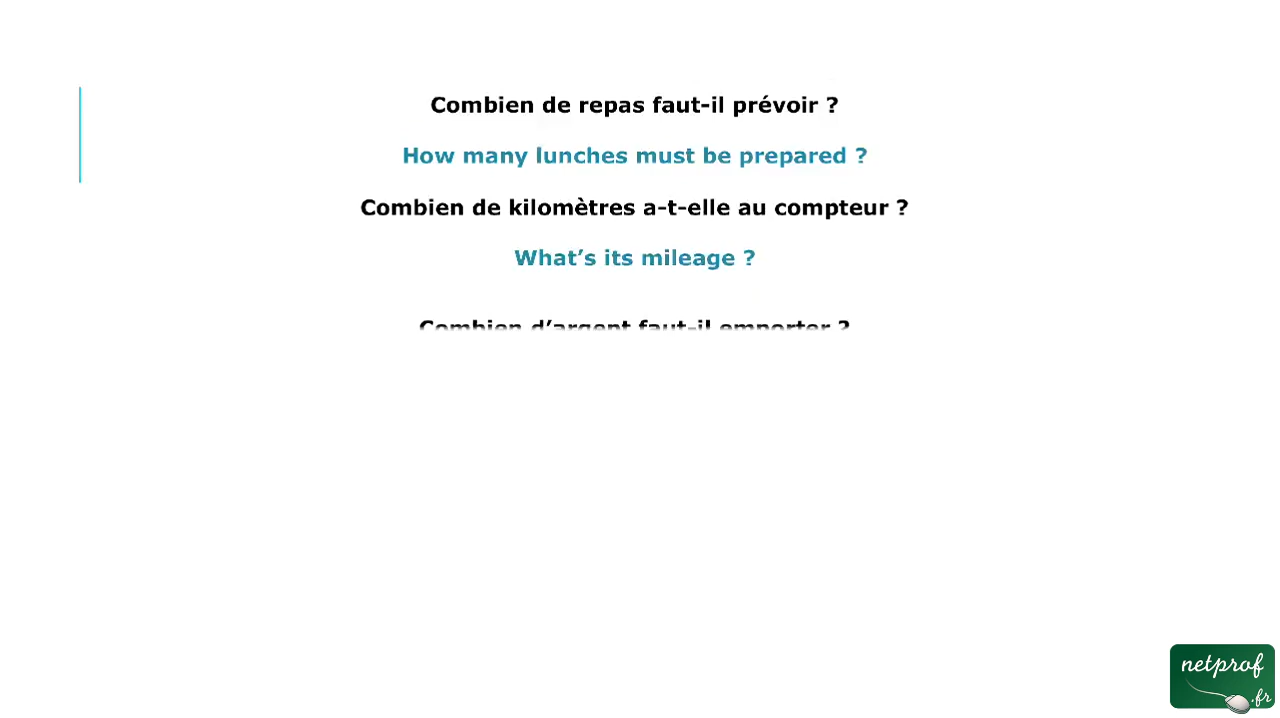 Combien de repas faut-il prévoir ?
How many lunches must be prepared ?
Combien de kilomètres a-t-elle au compteur ?
What’s its mileage ?
Combien d’argent faut-il emporter ?
netprof
.fr